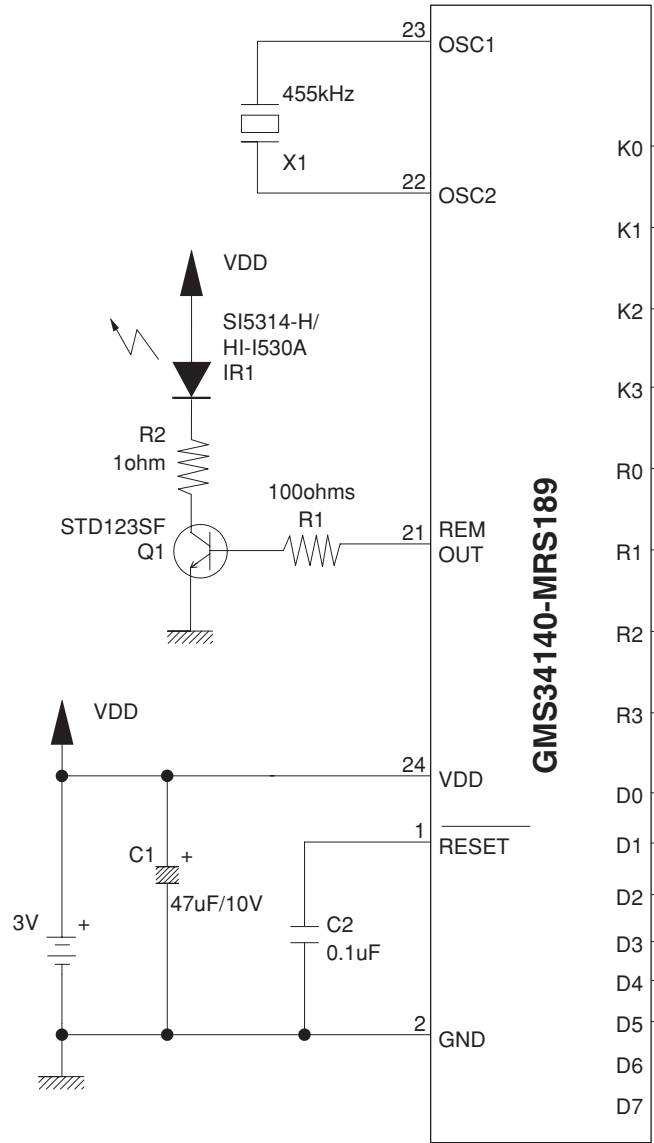 23
OSC1
455kHz
X1
22
OSC2
VDD
SI5314-H/
HI-I530A
IR1
R2
1ohm
100ohms
R1
STD123SF
Q1
21
REM
OUT
VDD
24
VDD
1
RESET
C1
+
47uF/10V
3V
+
C2
0.1uF
2
GND
GMS34140-MRS189
K0
K1
K2
K3
R0
R1
R2
R3
D0
D1
D2
D3
D4
D5
D6
D7